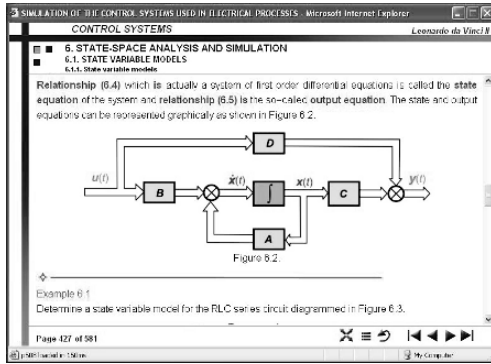 SIMULATION OF THE CONTROL SYSTEMS USED IN ELECTRICAL PROCESSES - Microsoft Internet Explorer
CONTROL SYSTEMS Leonardo da Vinci II
6. STATE-SPACE ANALYSIS AND SIMULATION
6.1. STATE VARIABLE MODELS
6.1.1. State variable models
Relationship (6.4) which is actually a system of first order differential equations is called the state
equation of the system and relationship (6.5) is the so-called output equation. The state and output
equations can be represented graphically as shown in Figure 6.2.
D
u(t) ẋ(t) x(t) y(t)
B ∫ C
A
Figure 6.2.
Example 6.1
Determine a state variable model for the RLC series circuit diagrammed in Figure 6.3.
Page 427 of 581
My Computer